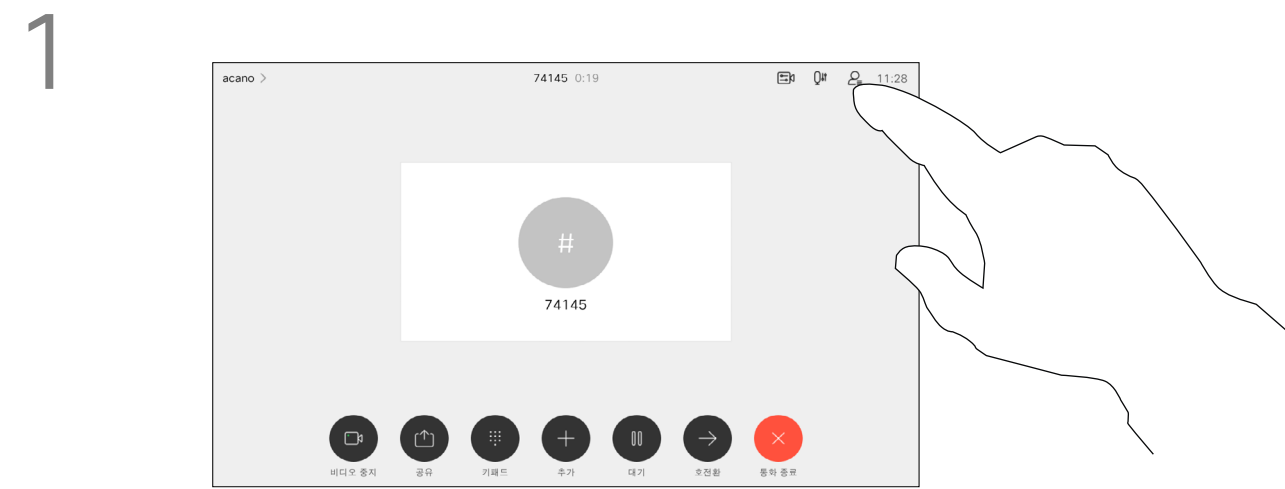 1
acano >
74145 0:19
11:28
#
74145
비디오 중지
공유
키패드
추가
대기
호전환
통화 종료